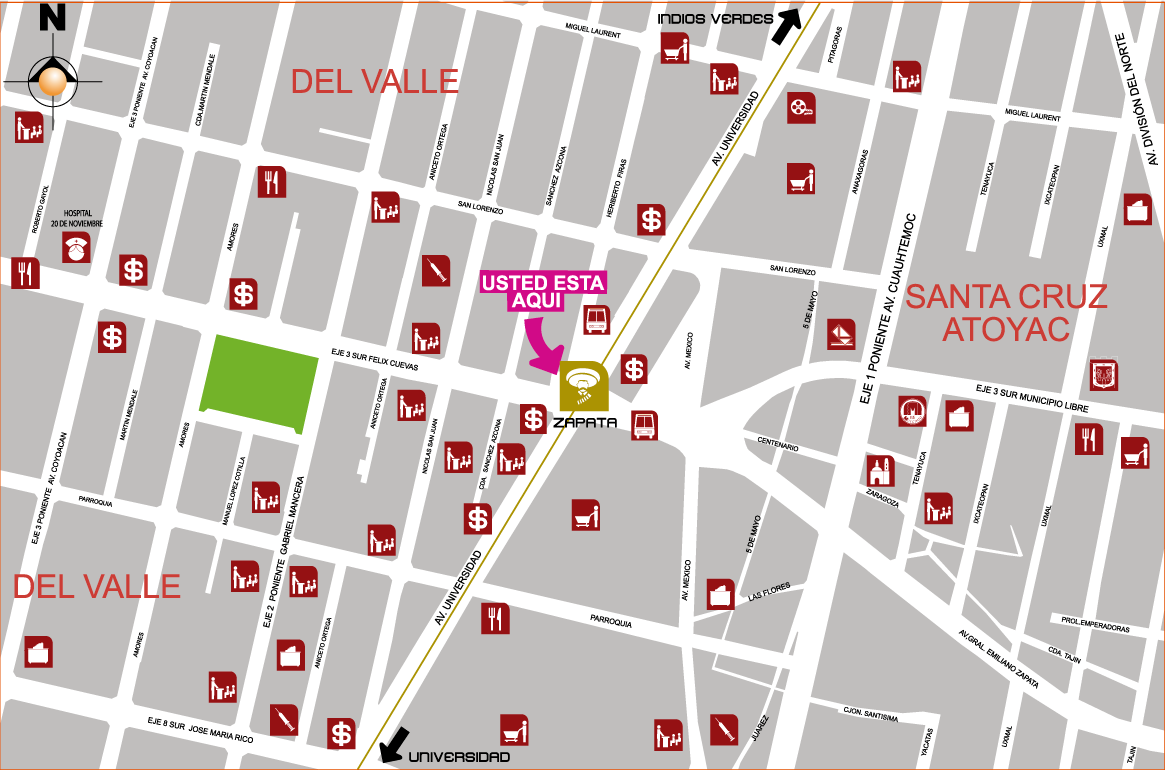 N
INDIOS VERDES
MIGUEL LAURENT
PITAGORAS
AV. DIVISIÓN DEL NORTE
EJE 3 PONIENTE AV. COYOACAN
CDA.MARTIN MENDALE
DEL VALLE
AV. UNIVERSIDAD
MIGUEL LAURENT
ANICETO ORTEGA
NICOLAS SAN JUAN
SANCHEZ AZCONA
HERIBERTO FIRAS
ANAXAGORAS
TENAYUCA
IXCATEOPAN
ROBERTO GAYOL
HOSPITAL
20 DE NOVIEMBRE
AMORES
SAN LORENZO
UXMAL
SAN LORENZO
EJE 1 PONIENTE AV. CUAUHTEMOC
USTED ESTA
AQUI
5 DE MAYO
SANTA CRUZ
ATOYAC
AV. MEXICO
EJE 3 SUR FELIX CUEVAS
EJE 3 SUR MUNICIPIO LIBRE
MARTIN MENDALE
AMORES
ANICETO ORTEGA
NICOLAS SAN JUAN
CDA. SANCHEZ AZCONA
ZAPATA
CENTENARIO
EJE 3 PONIENTE AV. COYOACAN
MANUEL LOPEZ COTILLA
TENAYUCA
ZARAGOZA
IXCATEOPAN
UXMAL
PARROQUIA
EJE 2 PONIENTE GABRIEL MANCERA
5 DE MAYO
DEL VALLE
AV. UNIVERSIDAD
AV. MEXICO
LAS FLORES
PARROQUIA
AMORES
ANICETO ORTEGA
AV.GRAL. EMILIANO ZAPATA
PROL.EMPERADORAS
CDA. TAJIN
EJE 8 SUR JOSE MARIA RICO
JUAREZ
CJON. SANTISIMA
YACATAS
UXMAL
TAJIN
UNIVERSIDAD